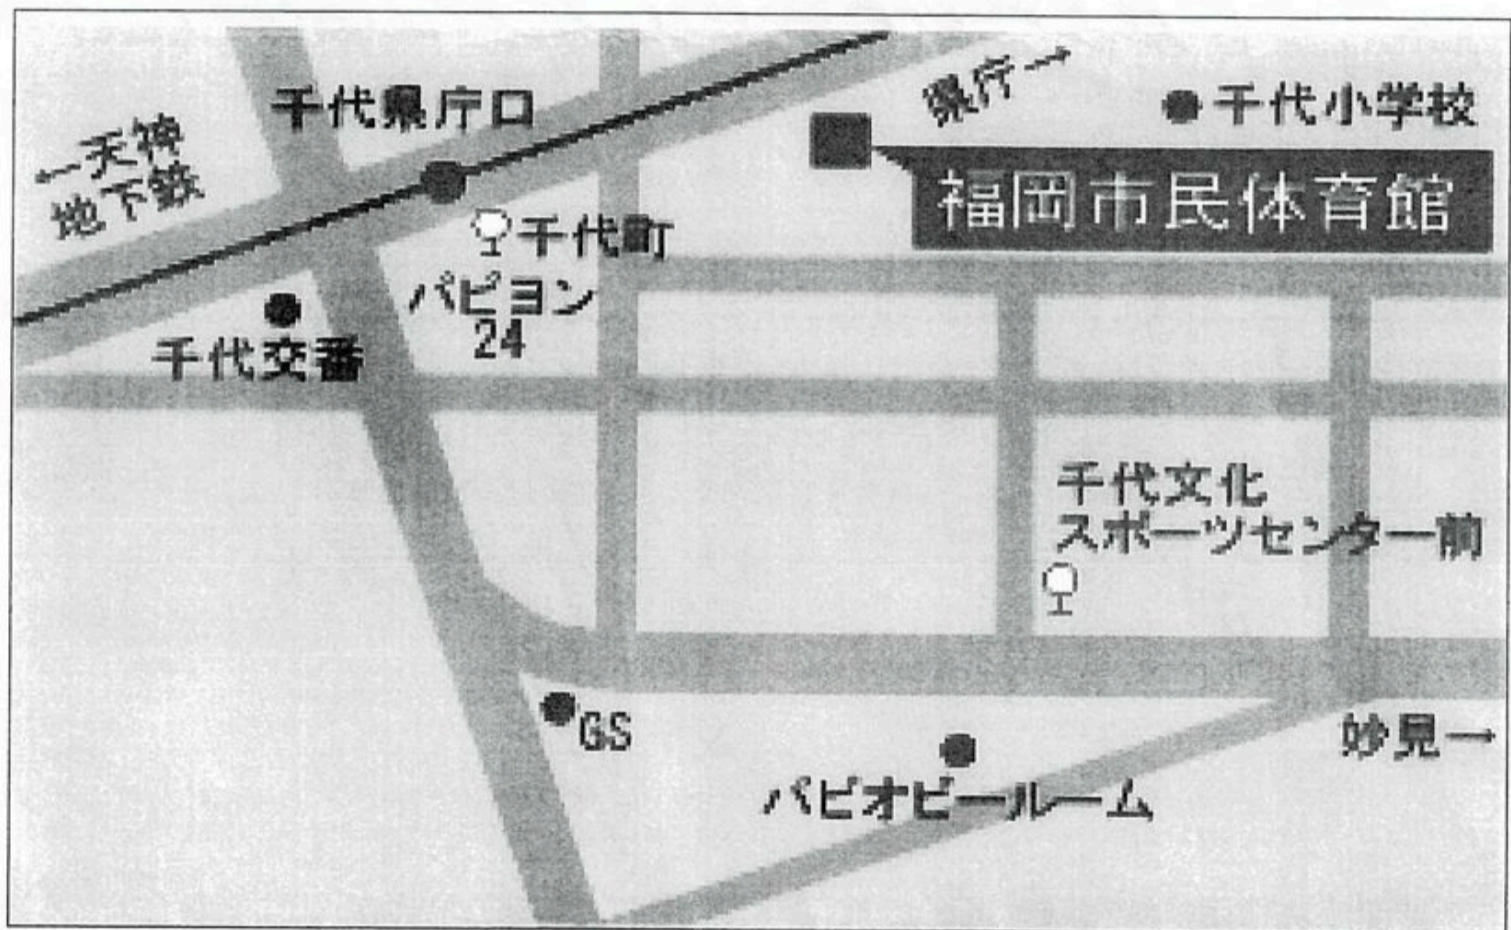 千代県庁口
県庁→
千代小学校
←天神
地下鉄
福岡市民体育館
千代町
パピヨン
24
千代交番
千代文化
スポーツセンター前
GS
妙見→
パピオビールーム